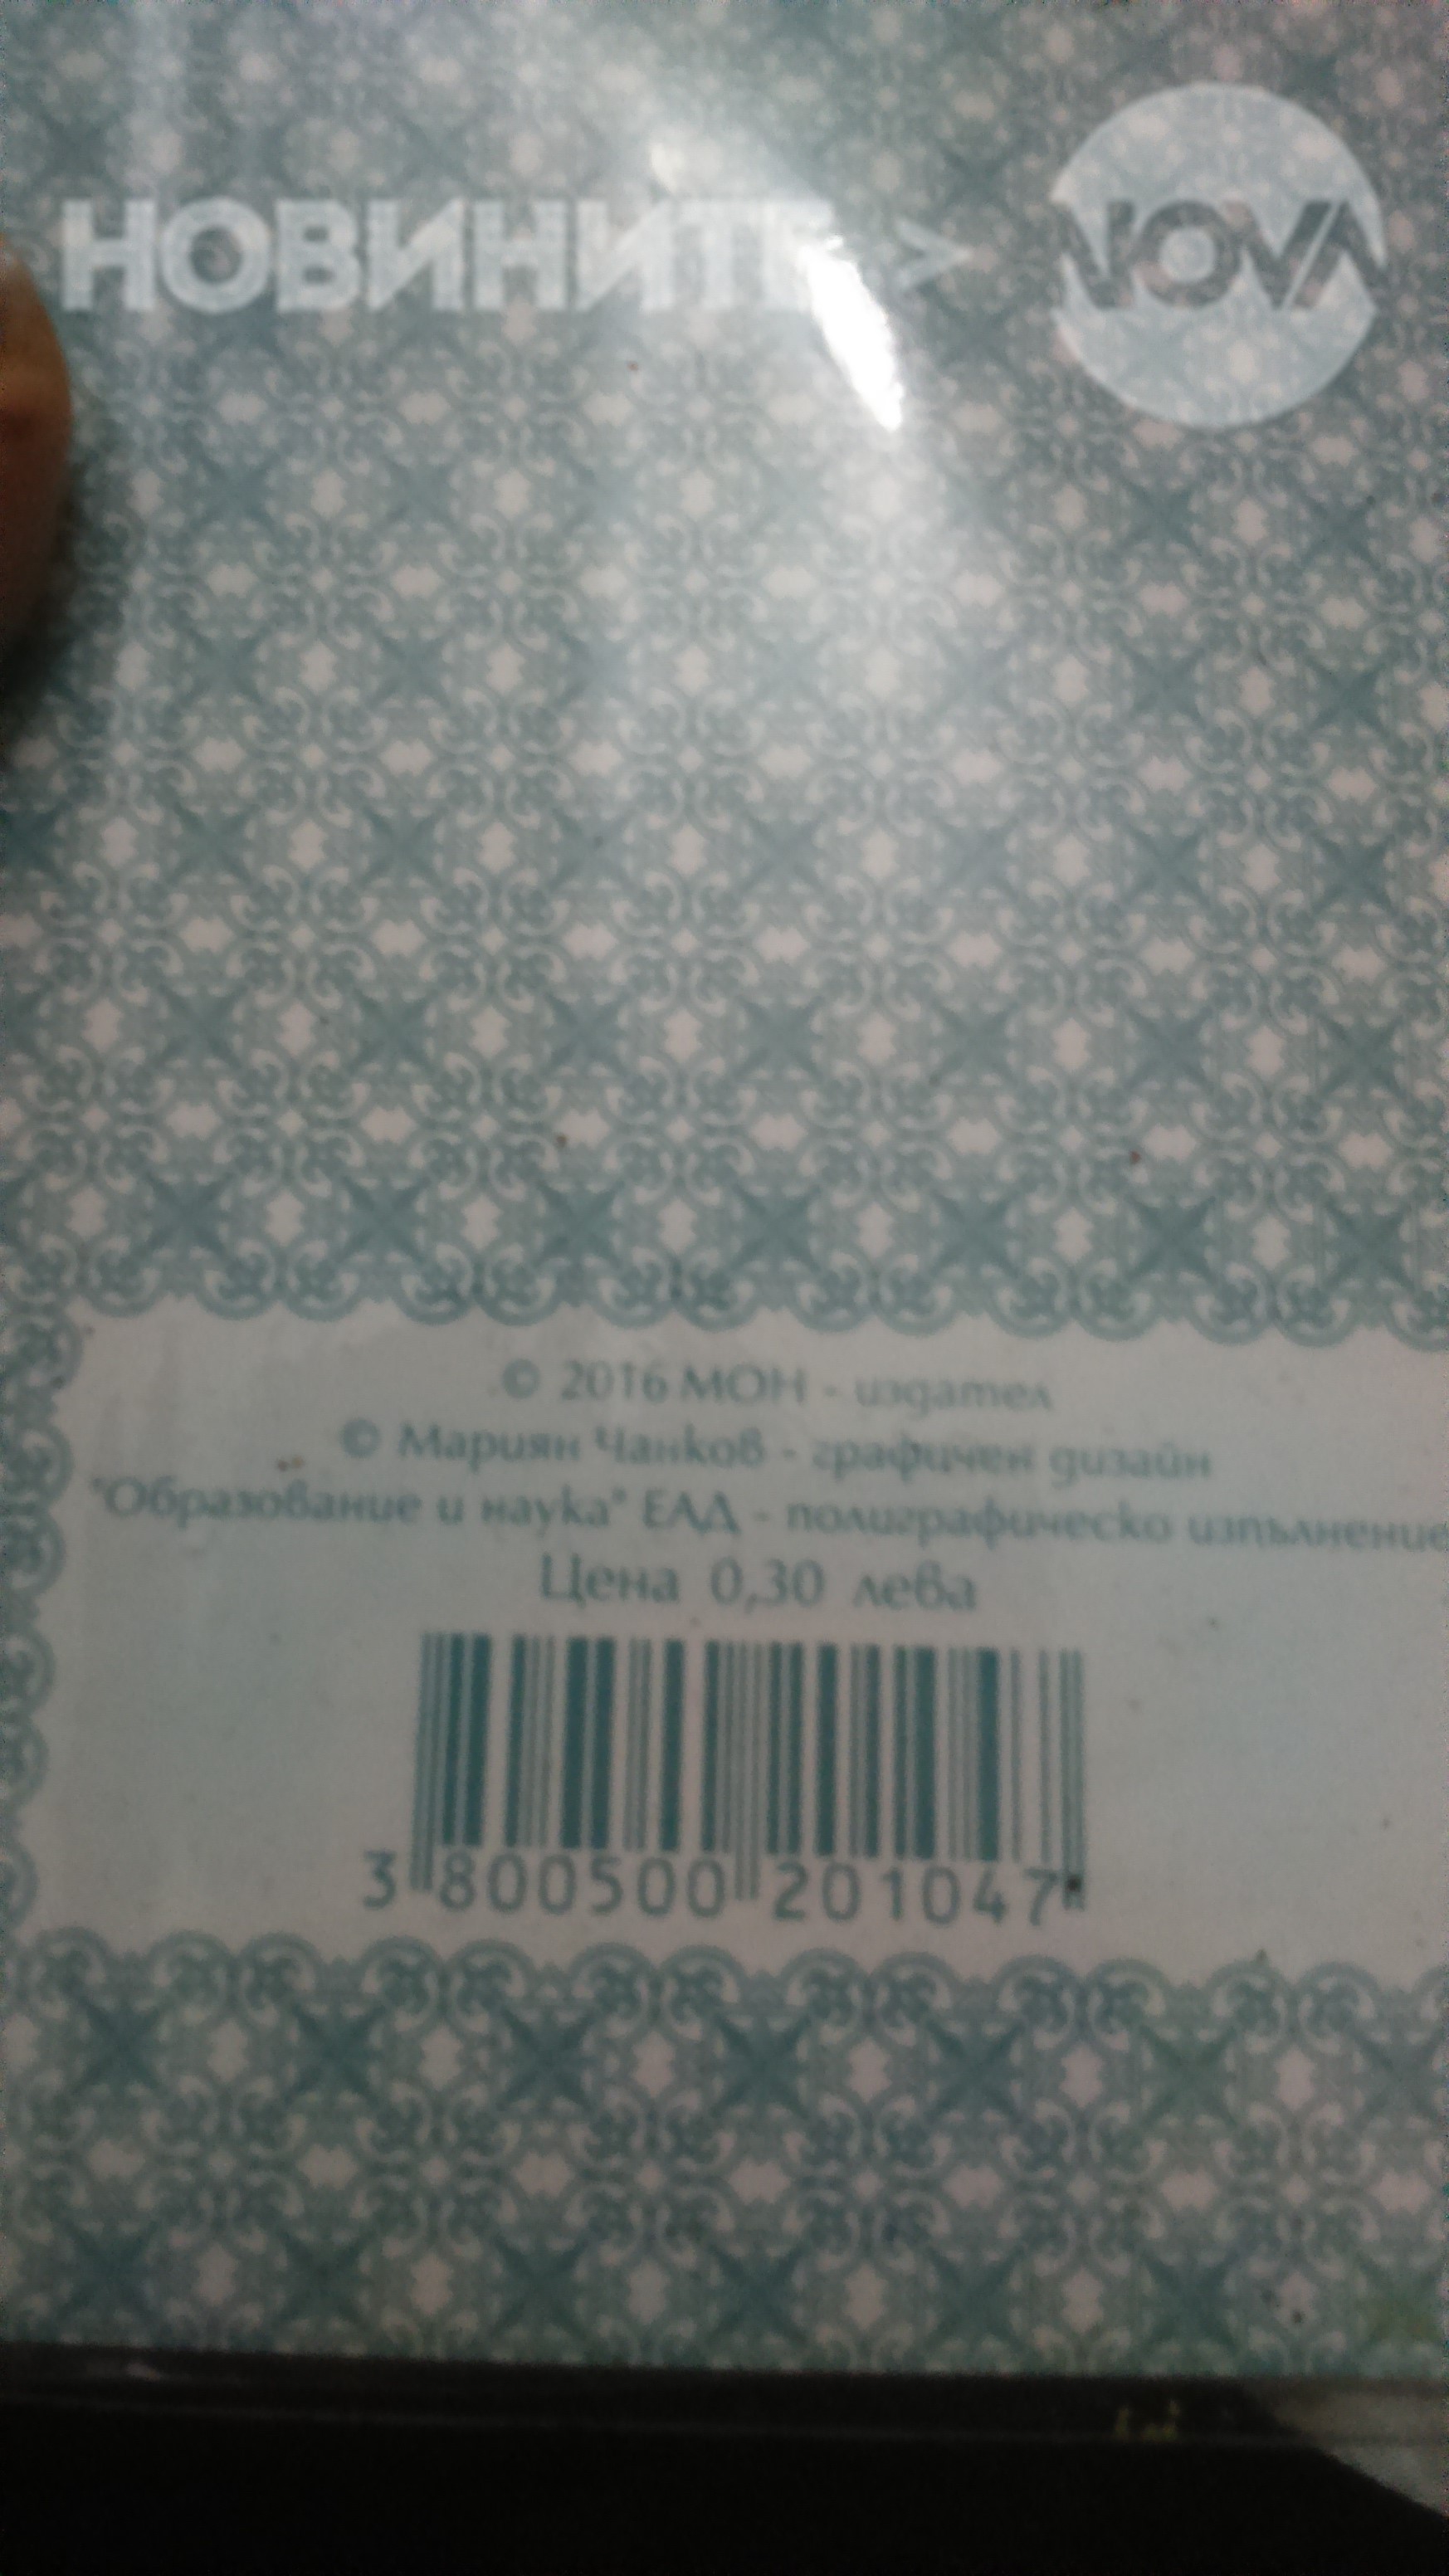 НОВИНИТЕ > NOVA
© 2016 МОН - издател
© Мариян Чанков - графичен дизайн
"Образование и наука" ЕАД - полиграфическо изпълнение
Цена 0,30 лева
3 800500 201047